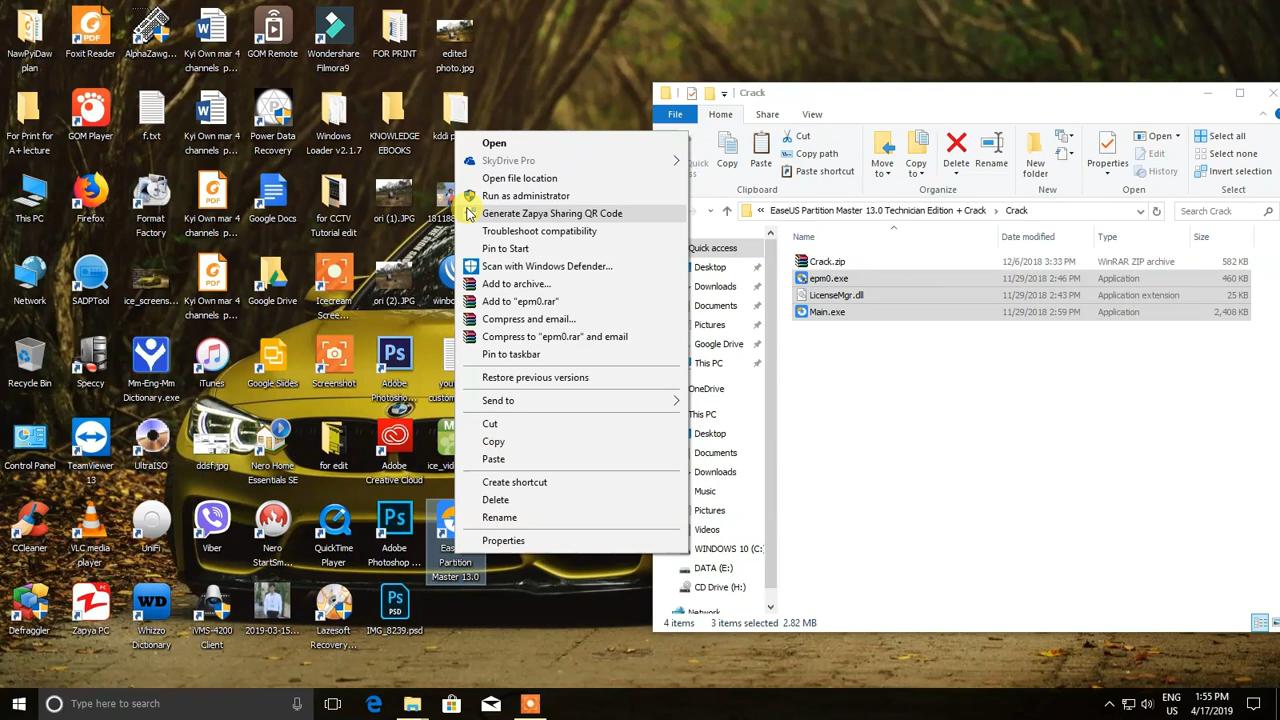 NawPyiDaw
plan
Foxit Reader
AlphaZawg...
Kyi Own mar 4
channels p...
GOM Remote
Wondershare
Filmora9
FOR PRINT
edited
photo.jpg
For Print for
A+ lecture
GOM Player
f.txt
Kyi Own mar 4
channels p...
Power Data
Recovery
Windows
Loader v2.1.7
KNOWLEDGE
EBOOKS
kddi p
This PC
Firefox
Format
Factory
Kyi Own mar 4
channels p...
Google Docs
for CCTV
Tutorial edit
ori (1).JPG
181188
Network
SADPTool
ice_screens...
Google Drive
Icecream
Scree...
ori (2).JPG
Recycle Bin
Speccy
Mm-Eng-Mm
Dictionary.exe
iTunes
Google Slides
Screenshot
Adobe
Photosho...
you
custom
Control Panel
TeamViewer
13
UltraISO
ddsf.jpg
Nero Home
Essentials SE
for edit
Adobe
Creative Cloud
ice_vide
CCleaner
VLC media
player
UniFi
Viber
Nero
StartSm...
QuickTime
Player
Adobe
Photoshop ...
Eas
Partition
Master 13.0
Defraggler
Zapya PC
Whizzo
Dictionary
iVMS-4200
Client
2019-03-15...
Lazesoft
Recovery...
IMG_8239.psd
Open
SkyDrive Pro
Open file location
Run as administrator
Generate Zapya Sharing QR Code
Troubleshoot compatibility
Pin to Start
Scan with Windows Defender...
Add to archive...
Add to "epm0.rar"
Compress and email...
Compress to "epm0.rar" and email
Pin to taskbar
Restore previous versions
Send to
Cut
Copy
Paste
Create shortcut
Delete
Rename
Properties
Crack
File
Home
Share
View
Quick
Copy
Paste
Cut
Copy path
Paste shortcut
Move
to
Copy
to
Delete
Rename
New
folder
Properties
Open
Edit
History
Select all
Select none
Invert selection
Clipboard
Organize
New
Open
Select
EaseUS Partition Master 13.0 Technician Edition + Crack
Crack
Search Crack
Name
Date modified
Type
Size
Crack.zip
12/6/2018 3:33 PM
WinRAR ZIP archive
582 KB
epm0.exe
11/29/2018 2:46 PM
Application
460 KB
LicenseMgr.dll
11/29/2018 2:43 PM
Application extension
25 KB
Main.exe
11/29/2018 2:59 PM
Application
2,408 KB
Quick access
Desktop
Downloads
Documents
Pictures
Google Drive
This PC
OneDrive
This PC
Desktop
Documents
Downloads
Music
Pictures
Videos
WINDOWS 10 (C:
DATA (E:)
CD Drive (H:)
Network
4 items
3 items selected 2.82 MB
Type here to search
ENG
US
1:55 PM
4/17/2019